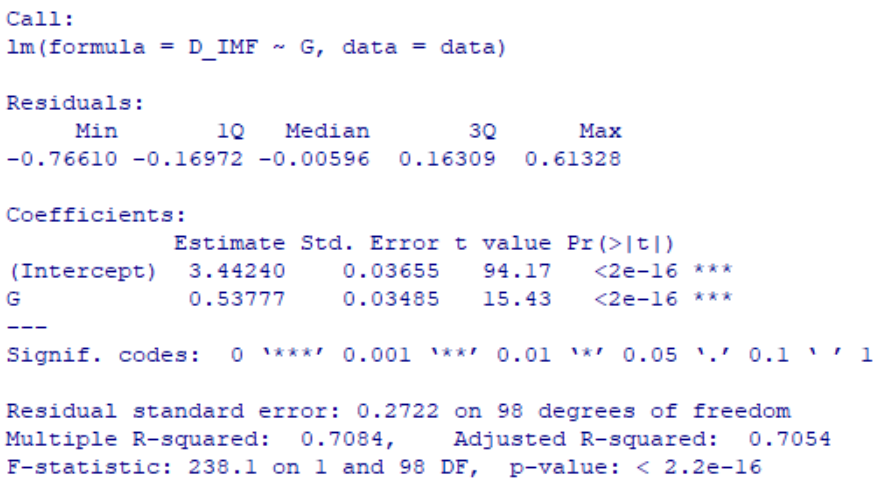 Call:
lm(formula = D_IMF ~ G, data = data)
Residuals:
     Min       1Q   Median       3Q      Max
-0.76610 -0.16972 -0.00596  0.16309  0.61328
Coefficients:
            Estimate Std. Error t value Pr(>|t|)
(Intercept)  3.44240    0.03655   94.17   <2e-16 ***
G            0.53777    0.03485   15.43   <2e-16 ***
---
Signif. codes:  0 ‘***’ 0.001 ‘**’ 0.01 ‘*’ 0.05 ‘.’ 0.1 ‘ ’ 1
Residual standard error: 0.2722 on 98 degrees of freedom
Multiple R-squared:  0.7084,    Adjusted R-squared:  0.7054
F-statistic: 238.1 on 1 and 98 DF,  p-value: < 2.2e-16